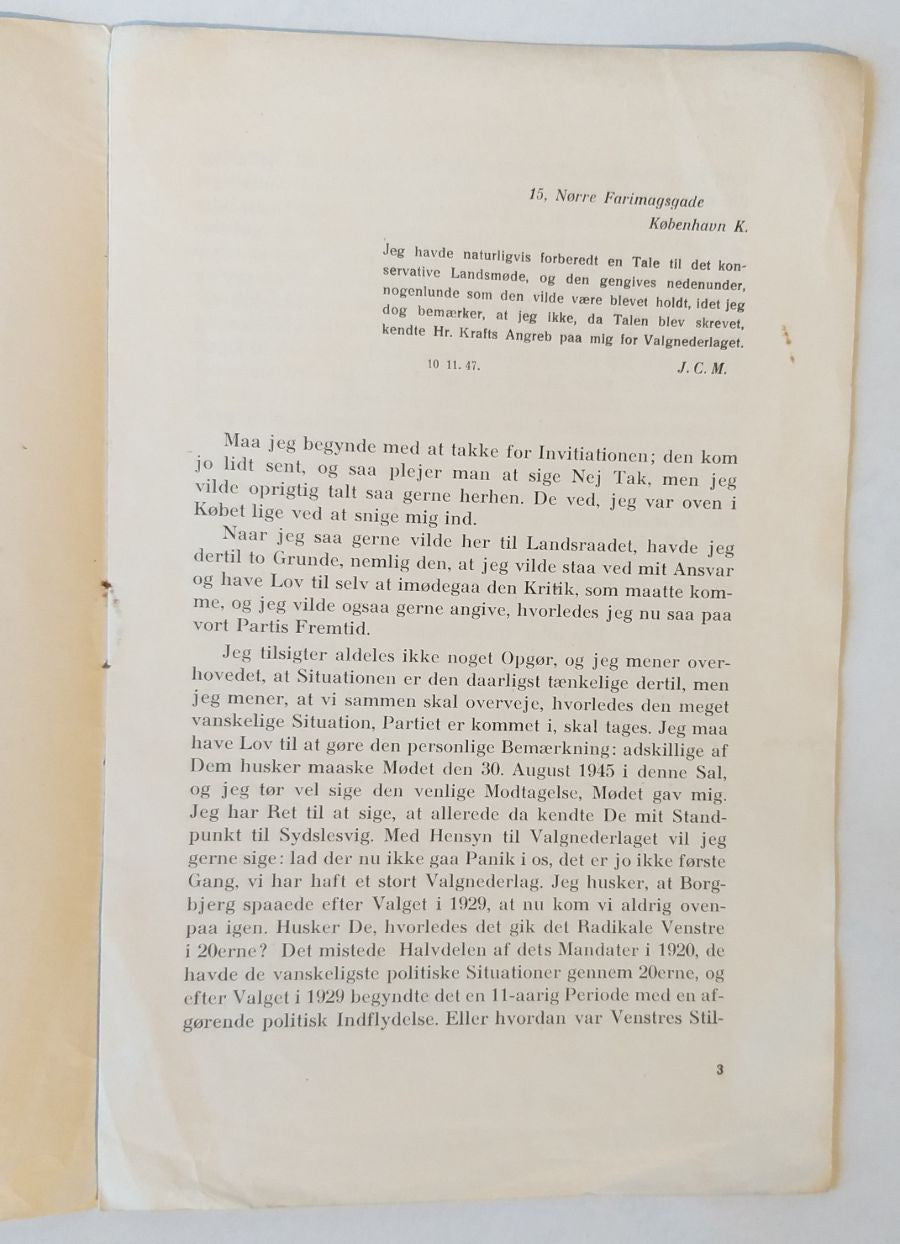 15, Nørre Farimagsgade
København K.
Jeg havde naturligvis forberedt en Tale til det kon-
servative Landsmøde, og den gengives nedenunder,
nogenlunde som den vilde være blevet holdt, idet jeg
dog bemærker, at jeg ikke, da Talen blev skrevet,
kendte Hr. Krafts Angreb paa mig for Valgnederlaget.
10 11. 47. J. C. M.
Maa jeg begynde med at takke for Invitiationen; den kom
jo lidt sent, og saa plejer man at sige Nej Tak, men jeg
vilde oprigtig talt saa gerne herhen. De ved, jeg var oven i
Købet lige ved at snige mig ind.
Naar jeg saa gerne vilde her til Landsraadet, havde jeg
dertil to Grunde, nemlig den, at jeg vilde staa ved mit Ansvar
og have Lov til selv at imødegaa den Kritik, som maatte kom-
me, og jeg vilde ogsaa gerne angive, hvorledes jeg nu saa paa
vort Partis Fremtid.
Jeg tilsigter aldeles ikke noget Opgør, og jeg mener over-
hovedet, at Situationen er den daarligst tænkelige dertil, men
jeg mener, at vi sammen skal overveje, hvorledes den meget
vanskelige Situation, Partiet er kommet i, skal tages. Jeg maa
have Lov til at gøre den personlige Bemærkning: adskillige af
Dem husker maaske Mødet den 30. August 1945 i denne Sal,
og jeg tør vel sige den venlige Modtagelse, Mødet gav mig.
Jeg har Ret til at sige, at allerede da kendte De mit Stand-
punkt til Sydslesvig. Med Hensyn til Valgnederlaget vil jeg
gerne sige: lad der nu ikke gaa Panik i os, det er jo ikke første
Gang, vi har haft et stort Valgnederlag. Jeg husker, at Borg-
bjerg spaaede efter Valget i 1929, at nu kom vi aldrig oven-
paa igen. Husker De, hvorledes det gik det Radikale Venstre
i 20erne? Det mistede Halvdelen af dets Mandater i 1920, de
havde de vanskeligste politiske Situationer gennem 20erne, og
efter Valget i 1929 begyndte det en 11-aarig Periode med en af-
gørende politisk Indflydelse. Eller hvordan var Venstres Stil-
3